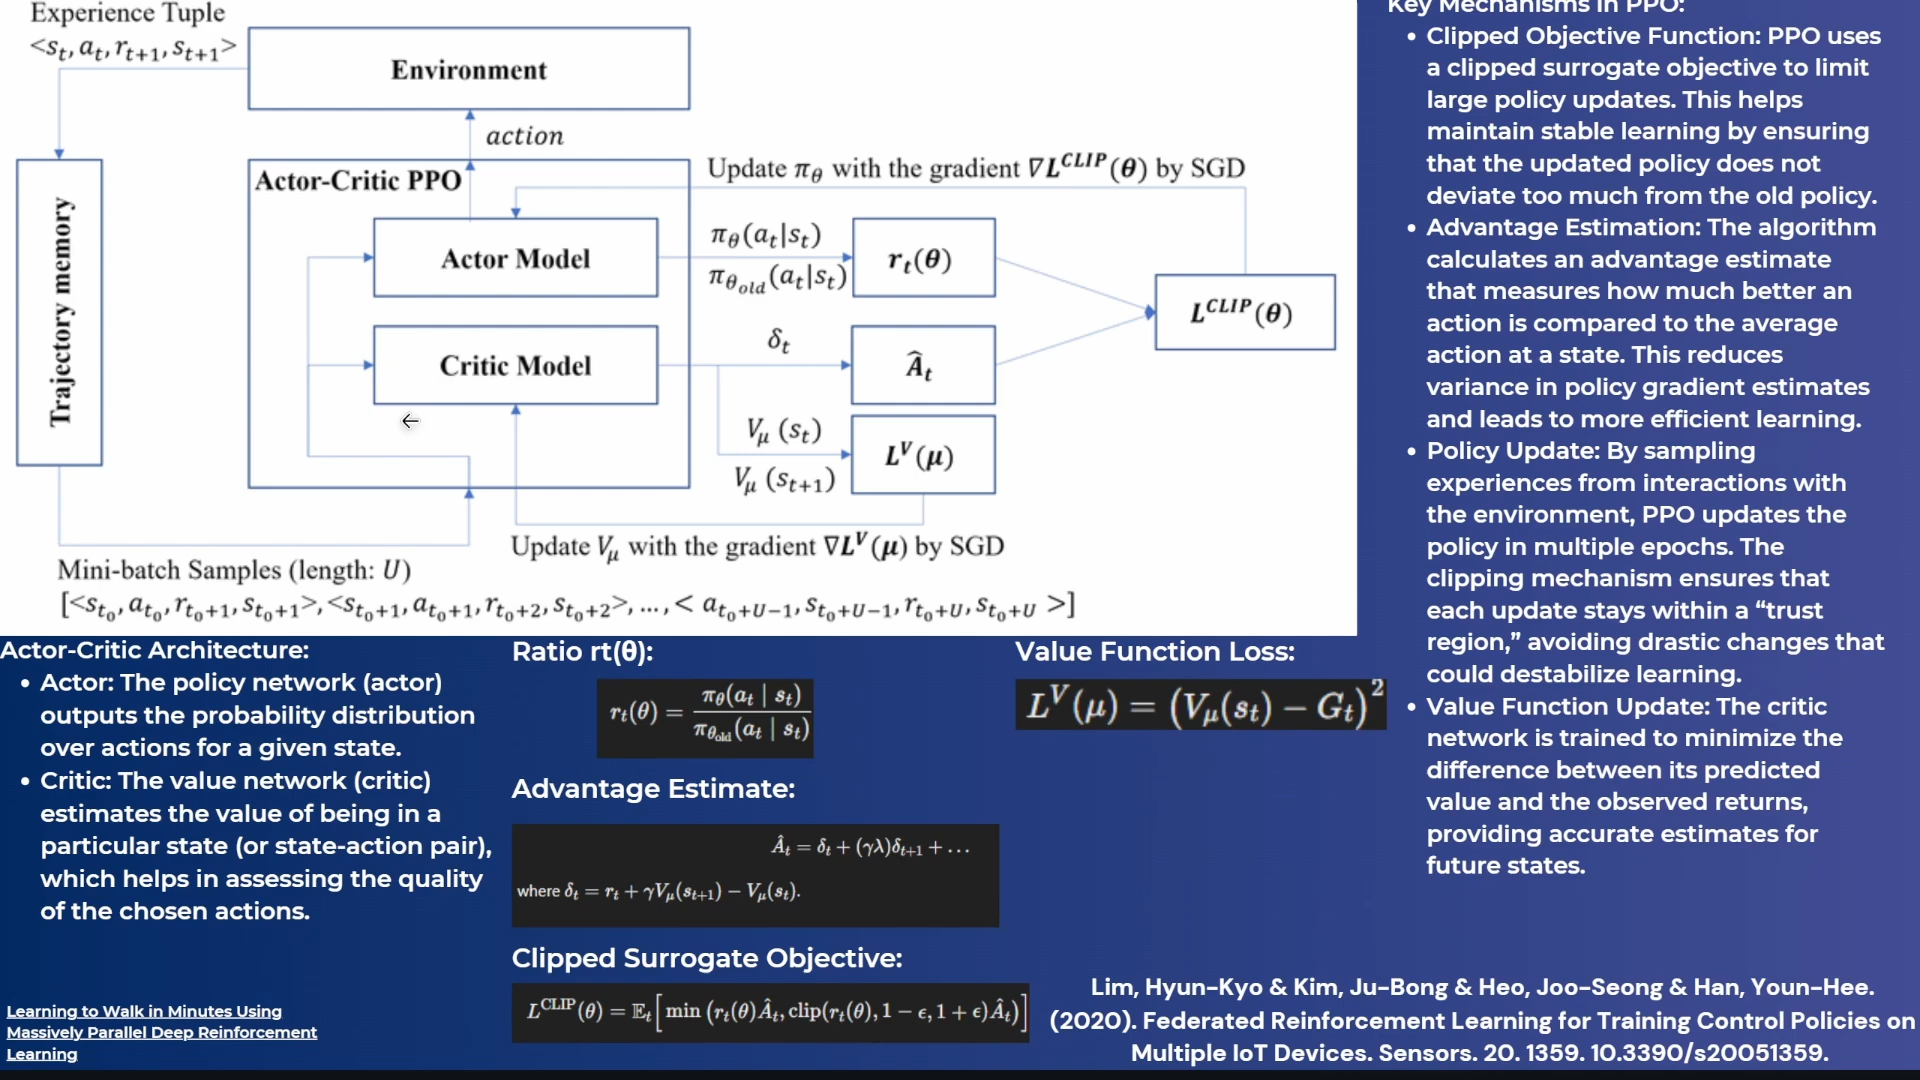 Experience Tuple
<s_t, a_t, r_{t+1}, s_{t+1}>
Environment
action
Trajectory memory
Actor-Critic PPO
Update π_θ with the gradient ∇L^{CLIP}(θ) by SGD
Actor Model
π_θ(a_t|s_t)
π_{θ_{old}}(a_t|s_t)
r_t(θ)
L^{CLIP}(θ)
Critic Model
δ_t
Â_t
V_μ (s_t)
V_μ (s_{t+1})
L^V(μ)
Update V_μ with the gradient ∇L^V(μ) by SGD
Mini-batch Samples (length: U)
[<s_{t_0}, a_{t_0}, r_{t_0+1}, s_{t_0+1}>, <s_{t_0+1}, a_{t_0+1}, r_{t_0+2}, s_{t_0+2}>, ..., < a_{t_0+U−1}, s_{t_0+U−1}, r_{t_0+U}, s_{t_0+U} >]
Key Mechanisms in PPO:
• Clipped Objective Function: PPO uses
a clipped surrogate objective to limit
large policy updates. This helps
maintain stable learning by ensuring
that the updated policy does not
deviate too much from the old policy.
• Advantage Estimation: The algorithm
calculates an advantage estimate
that measures how much better an
action is compared to the average
action at a state. This reduces
variance in policy gradient estimates
and leads to more efficient learning.
• Policy Update: By sampling
experiences from interactions with
the environment, PPO updates the
policy in multiple epochs. The
clipping mechanism ensures that
each update stays within a “trust
region,” avoiding drastic changes that
could destabilize learning.
• Value Function Update: The critic
network is trained to minimize the
difference between its predicted
value and the observed returns,
providing accurate estimates for
future states.
Actor-Critic Architecture:
• Actor: The policy network (actor)
outputs the probability distribution
over actions for a given state.
• Critic: The value network (critic)
estimates the value of being in a
particular state (or state-action pair),
which helps in assessing the quality
of the chosen actions.
Learning to Walk in Minutes Using
Massively Parallel Deep Reinforcement
Learning
Ratio rt(θ):
r_t(θ) = π_θ(a_t | s_t) / π_{θ_{old}}(a_t | s_t)
Advantage Estimate:
Â_t = δ_t + (γλ)δ_{t+1} + ...
where δ_t = r_t + γV_μ(s_{t+1}) − V_μ(s_t).
Clipped Surrogate Objective:
L^{CLIP}(θ) = 𝔼_t[min (r_t(θ)Â_t, clip(r_t(θ), 1 − ϵ, 1 + ϵ)Â_t)]
Value Function Loss:
L^V(μ) = (V_μ(s_t) − G_t)^2
Lim, Hyun-Kyo & Kim, Ju-Bong & Heo, Joo-Seong & Han, Youn-Hee.
(2020). Federated Reinforcement Learning for Training Control Policies on
Multiple IoT Devices. Sensors. 20. 1359. 10.3390/s20051359.